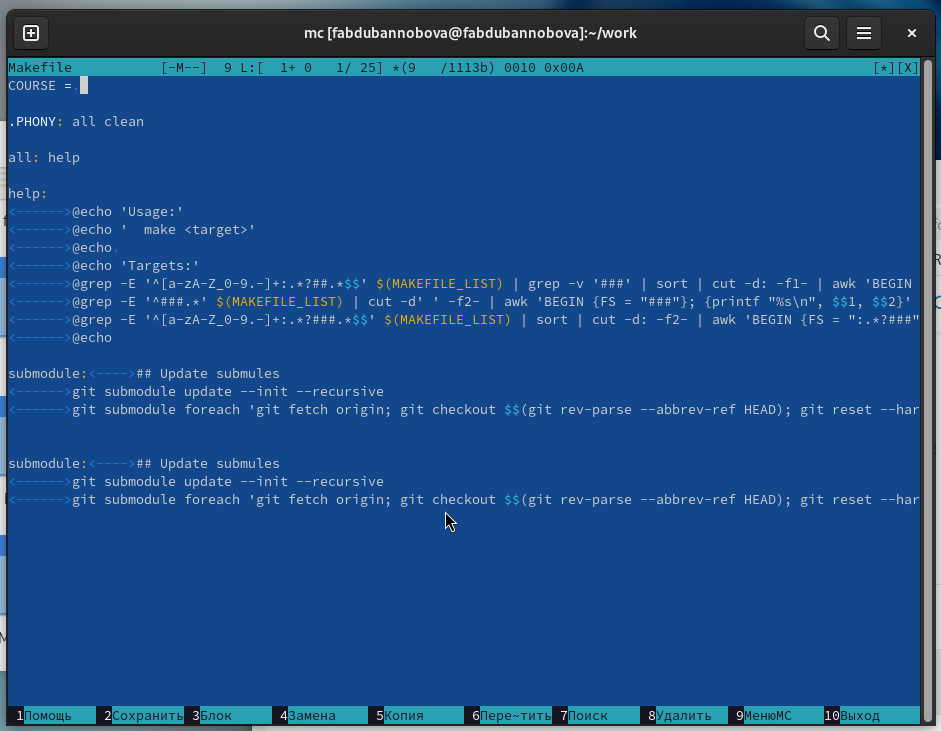 mc [fabdubannobova@fabdubannobova]:~/work
Makefile [-M--] 9 L:[ 1+ 0 1/ 25] *(9 /1113b) 0010 0x00A [*][X]
COURSE =.
.PHONY: all clean
all: help
help:
<------>@echo 'Usage:'
<------>@echo '  make <target>'
<------>@echo.
<------>@echo 'Targets:'
<------>@grep -E '^[a-zA-Z_0-9.-]+:.*?##.*$$' $(MAKEFILE_LIST) | grep -v '###' | sort | cut -d: -f1- | awk 'BEGIN
<------>@grep -E '^###.*' $(MAKEFILE_LIST) | cut -d' ' -f2- | awk 'BEGIN {FS = "###"}; {printf "%s\n", $$1, $$2}'
<------>@grep -E '^[a-zA-Z_0-9.-]+:.*?###.*$$' $(MAKEFILE_LIST) | sort | cut -d: -f2- | awk 'BEGIN {FS = ":.*?###"
<------>@echo
submodule:<---->## Update submules
<------>git submodule update --init --recursive
<------>git submodule foreach 'git fetch origin; git checkout $$(git rev-parse --abbrev-ref HEAD); git reset --har
submodule:<---->## Update submules
<------>git submodule update --init --recursive
<------>git submodule foreach 'git fetch origin; git checkout $$(git rev-parse --abbrev-ref HEAD); git reset --har
1Помощь 2Сохранить 3Блок 4Замена 5Копия 6Пере~тить 7Поиск 8Удалить 9МенюMC 10Выход